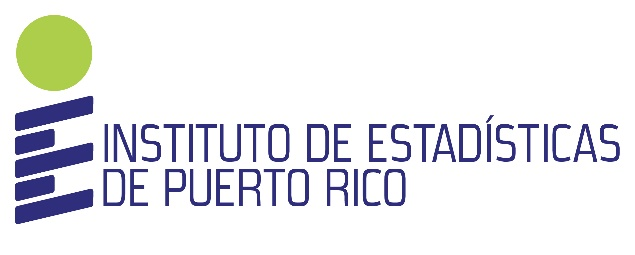 INSTITUTO DE ESTADÍSTICAS
DE PUERTO RICO